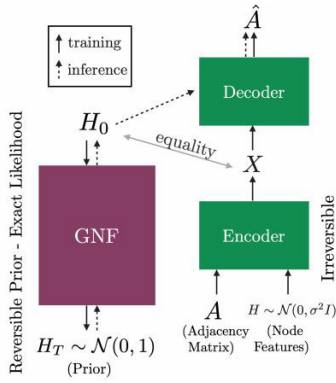 training
inference
Â
Decoder
H₀
equality
X
GNF
Encoder
Reversible Prior - Exact Likelihood
Irreversible
A
(Adjacency
Matrix)
H ∼ 𝒩(0, σ²I)
(Node
Features)
H_T ∼ 𝒩(0, 1)
(Prior)